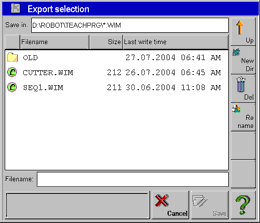 Export selection
Save in: D:\ROBOT\TEACHPRG\*.WIM
Up
Filename Size Last write time
OLD 27.07.2004 06:41 AM
CUTTER.WIM 212 26.07.2004 06:45 AM
SEQ1.WIM 211 30.06.2004 11:08 AM
New Dir
Del
Re name
Filename:
Cancel Save